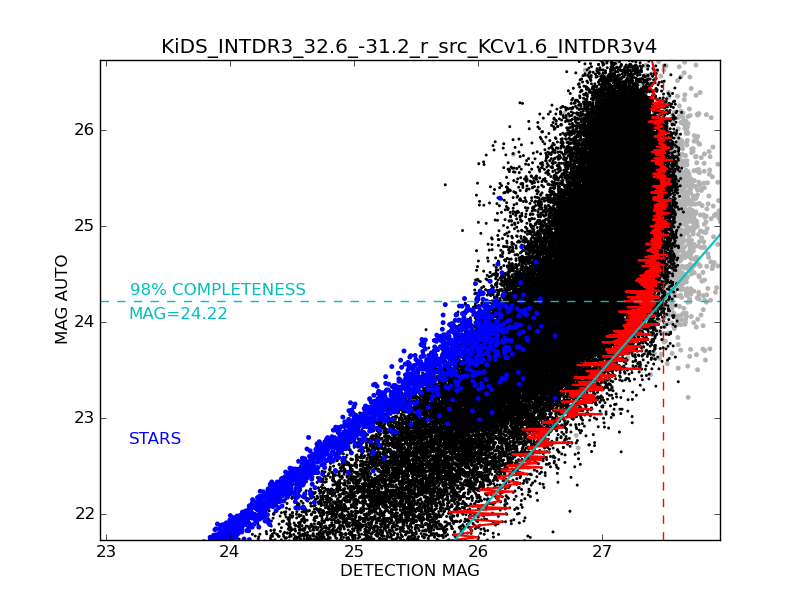 KiDS_INTDR3_32.6_-31.2_r_src_KCv1.6_INTDR3v4
26
25
24
23
22
MAG AUTO
98% COMPLETENESS
MAG=24.22
STARS
23 24 25 26 27
DETECTION MAG